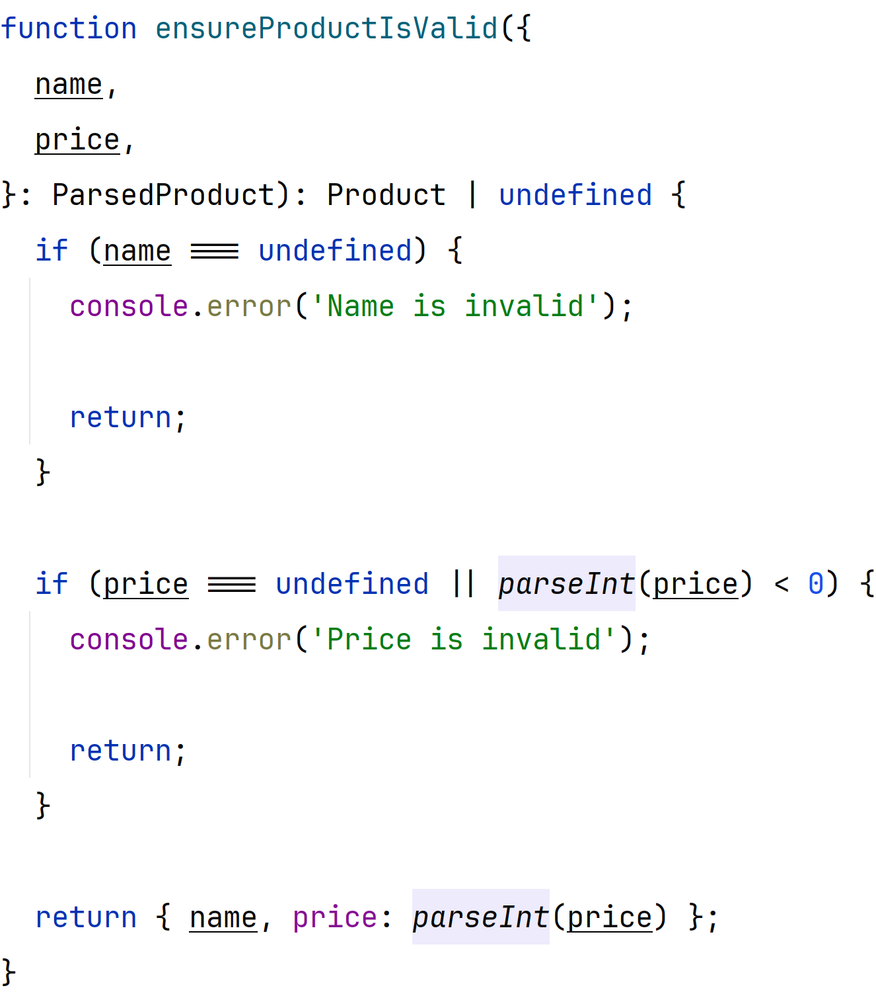 function ensureProductIsValid({
  name,
  price,
}: ParsedProduct): Product | undefined {
  if (name === undefined) {
    console.error('Name is invalid');

    return;
  }

  if (price === undefined || parseInt(price) < 0) {
    console.error('Price is invalid');

    return;
  }

  return { name, price: parseInt(price) };
}